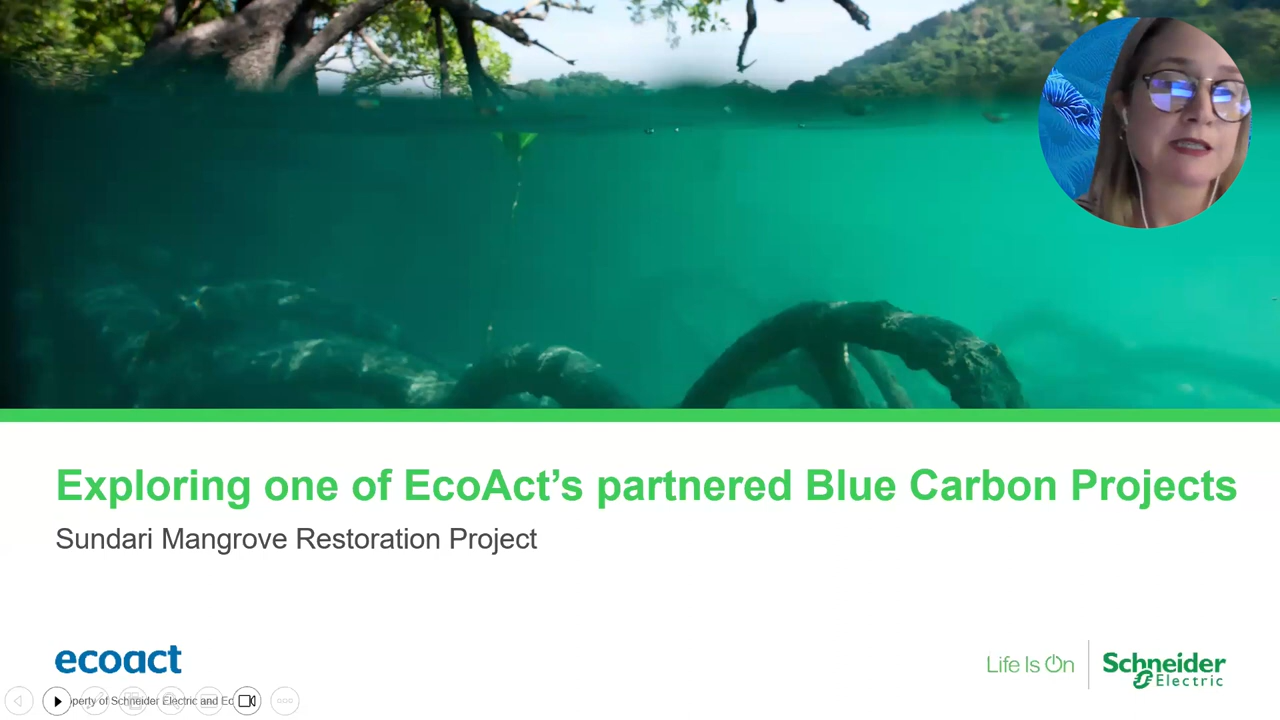 Exploring one of EcoAct's partnered Blue Carbon Projects
Sundari Mangrove Restoration Project
ecoact
Life Is On
Schneider
Electric
perty of Schneider Electric and Ec